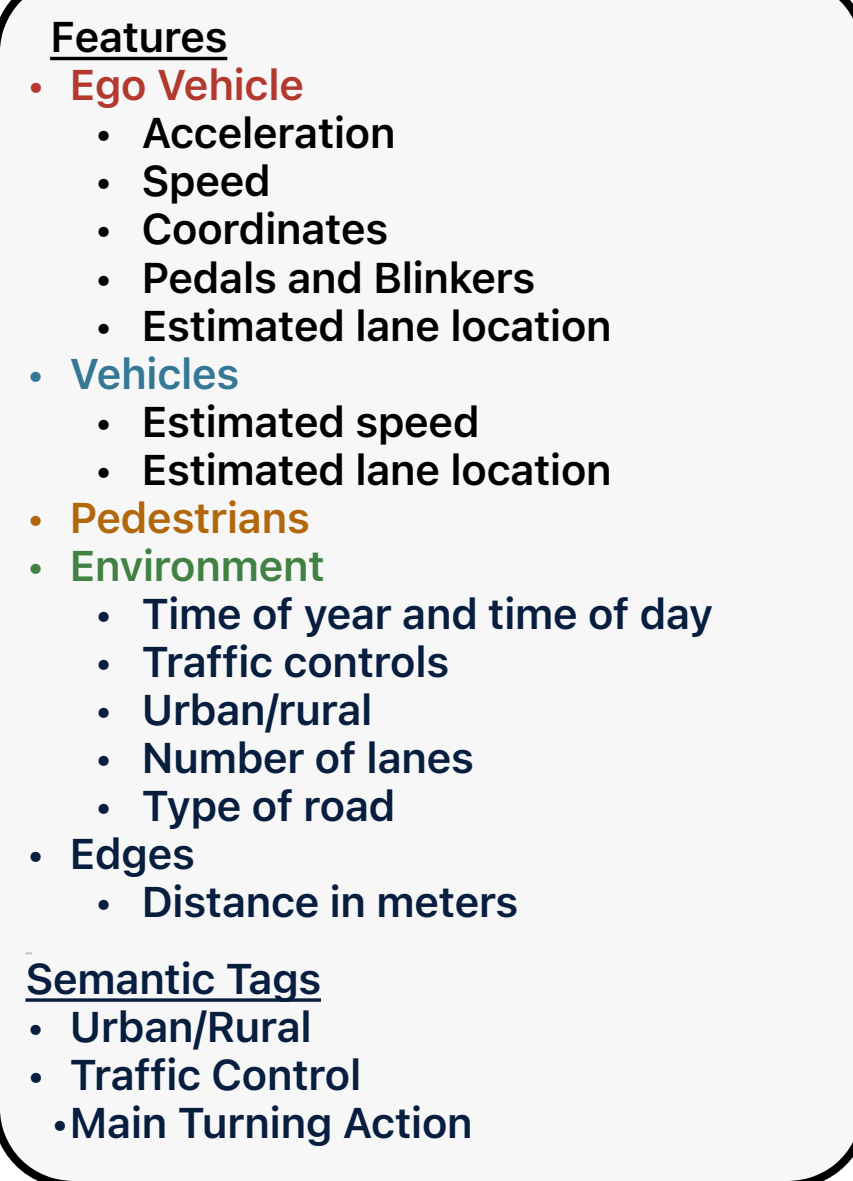 Features
• Ego Vehicle
• Acceleration
• Speed
• Coordinates
• Pedals and Blinkers
• Estimated lane location
• Vehicles
• Estimated speed
• Estimated lane location
• Pedestrians
• Environment
• Time of year and time of day
• Traffic controls
• Urban/rural
• Number of lanes
• Type of road
• Edges
• Distance in meters
Semantic Tags
• Urban/Rural
• Traffic Control
•Main Turning Action